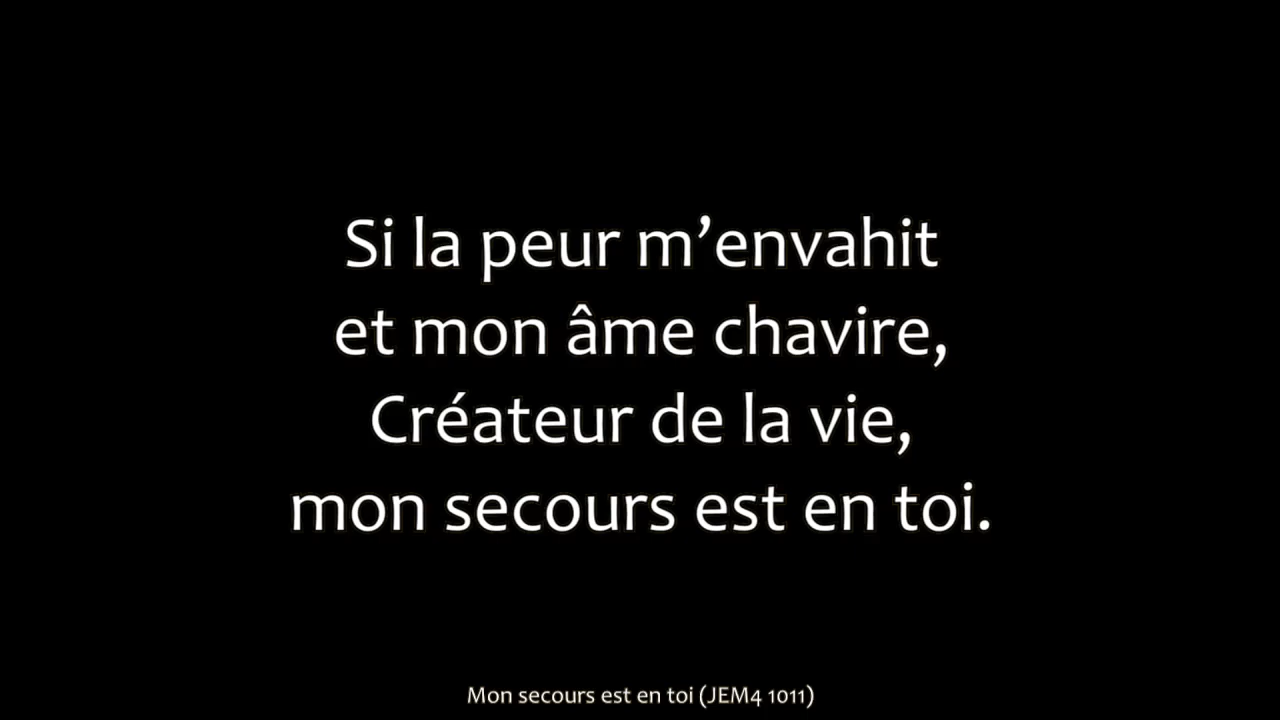 Si la peur m’envahit
et mon âme chavire,
Créateur de la vie,
mon secours est en toi.
Mon secours est en toi (JEM4 1011)